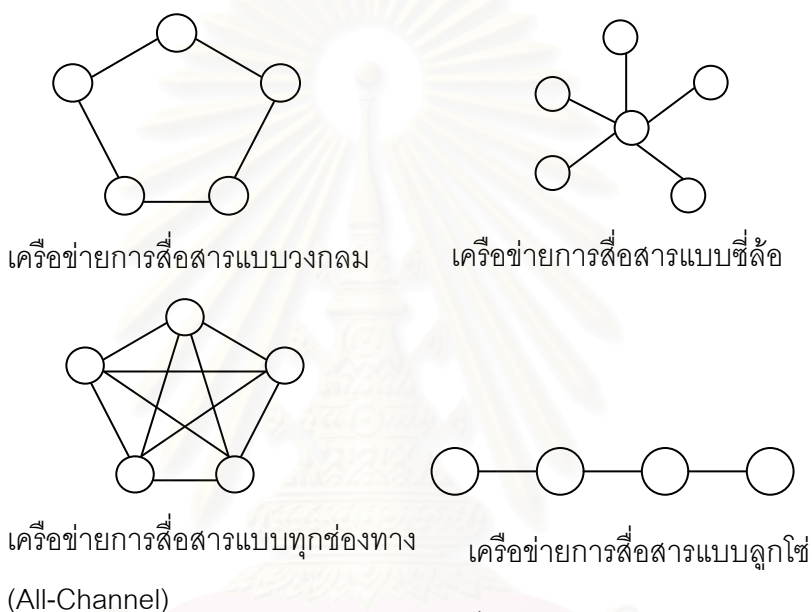 เครือข่ายการสื่อสารแบบวงกลม
เครือข่ายการสื่อสารแบบซี่ล้อ
เครือข่ายการสื่อสารแบบทุกช่องทาง
(All-Channel)
เครือข่ายการสื่อสารแบบลูกโซ่